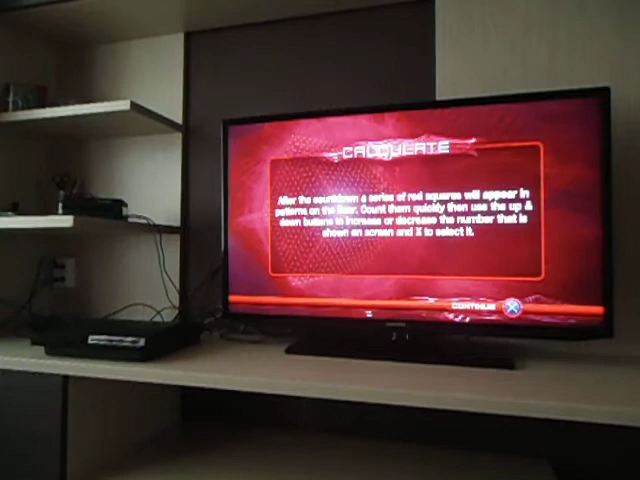 CALCULATE
After the countdown a series of red squares will appear in
patterns on the floor. Count them quickly then use the up &
down buttons to increase or decrease the number that is
shown on screen and X to select it.
CONTINUE
SAMSUNG